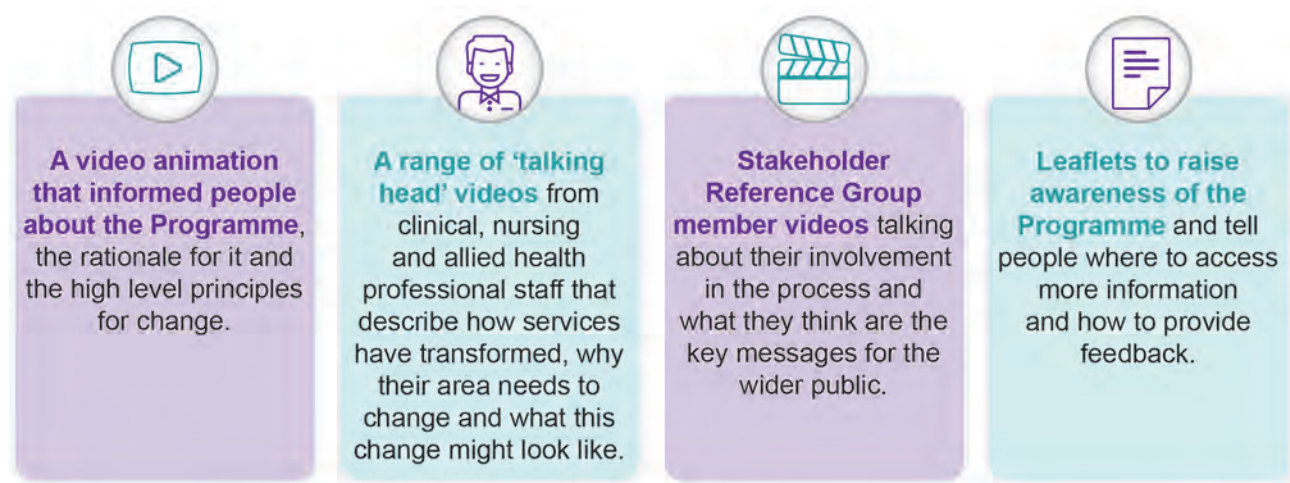 A video animation
that informed people
about the Programme,
the rationale for it and
the high level principles
for change.
A range of ‘talking
head’ videos from
clinical, nursing
and allied health
professional staff that
describe how services
have transformed, why
their area needs to
change and what this
change might look like.
Stakeholder
Reference Group
member videos talking
about their involvement
in the process and
what they think are the
key messages for the
wider public.
Leaflets to raise
awareness of the
Programme and tell
people where to access
more information
and how to provide
feedback.